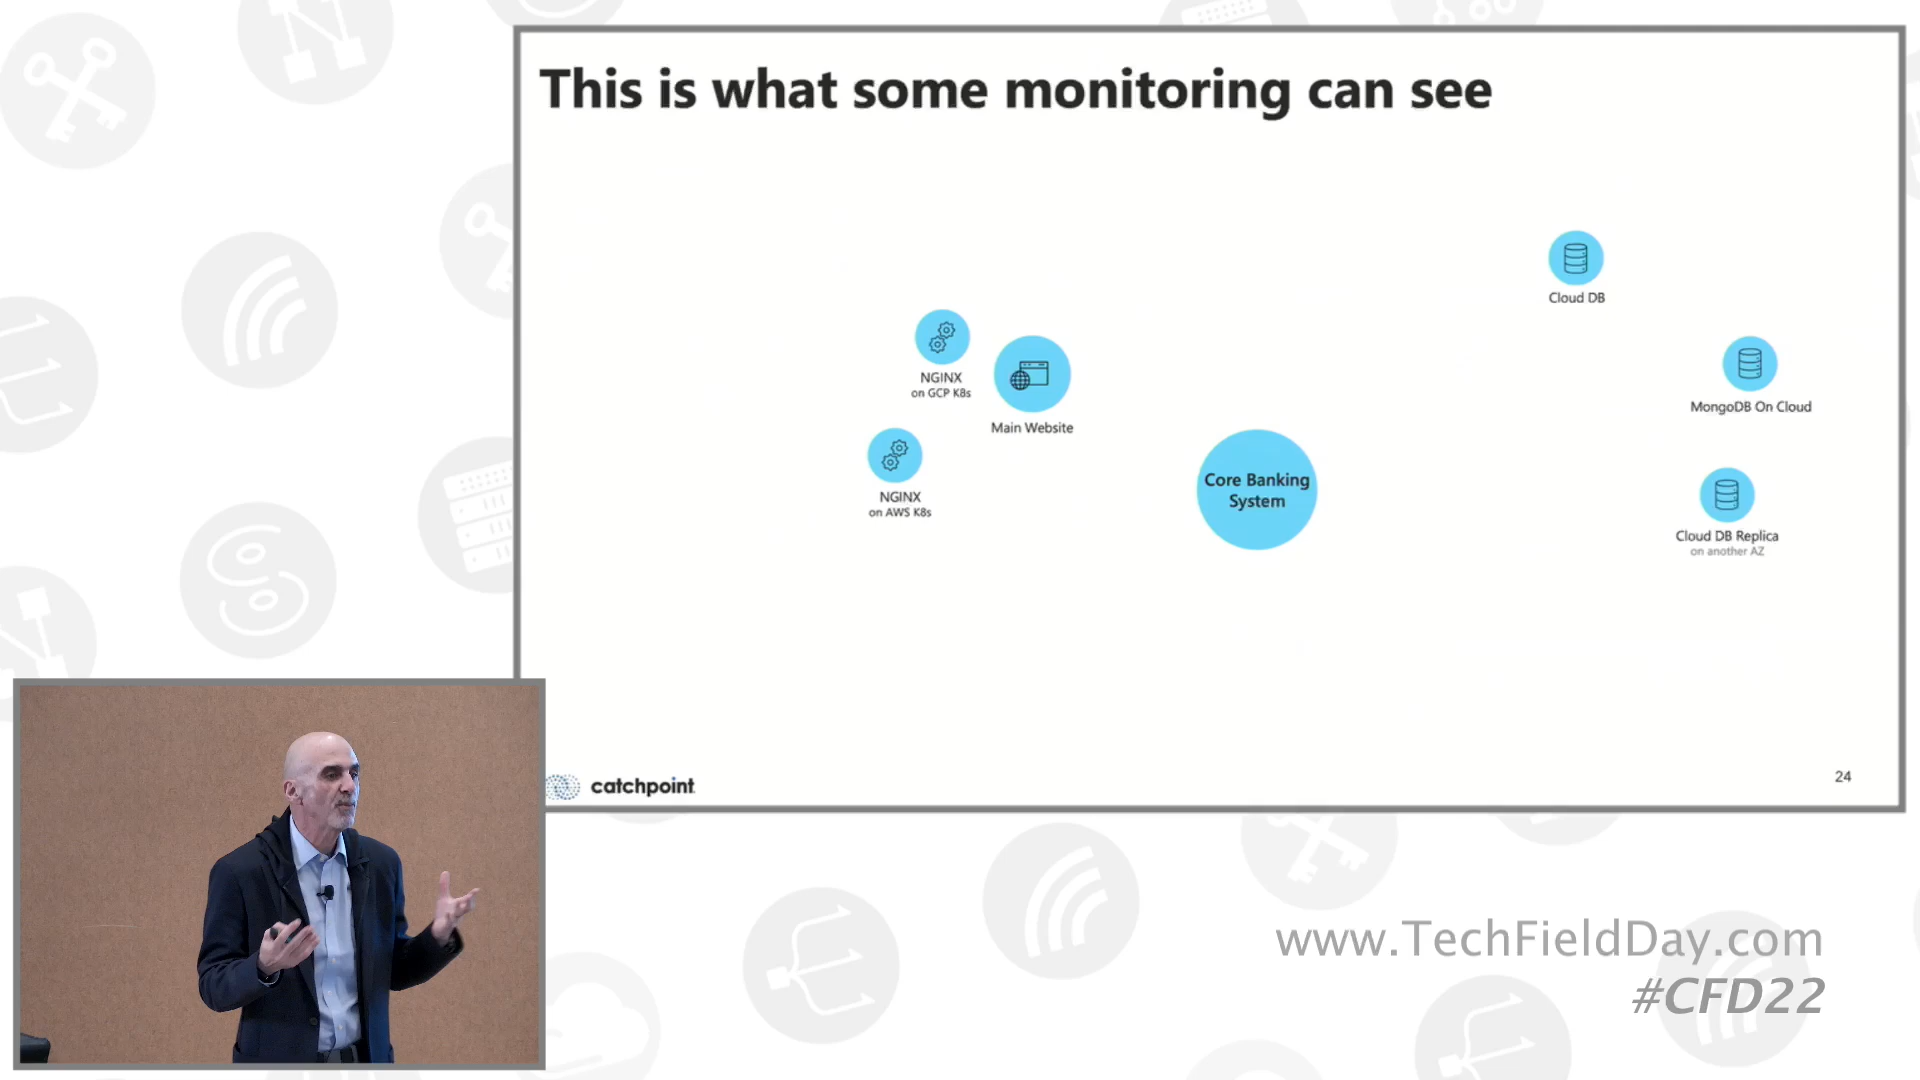 This is what some monitoring can see
Cloud DB
NGINX
on GCP K8s
Main Website
MongoDB On Cloud
NGINX
on AWS K8s
Core Banking
System
Cloud DB Replica
on another AZ
catchpoint
24
www.TechFieldDay.com
#CFD22